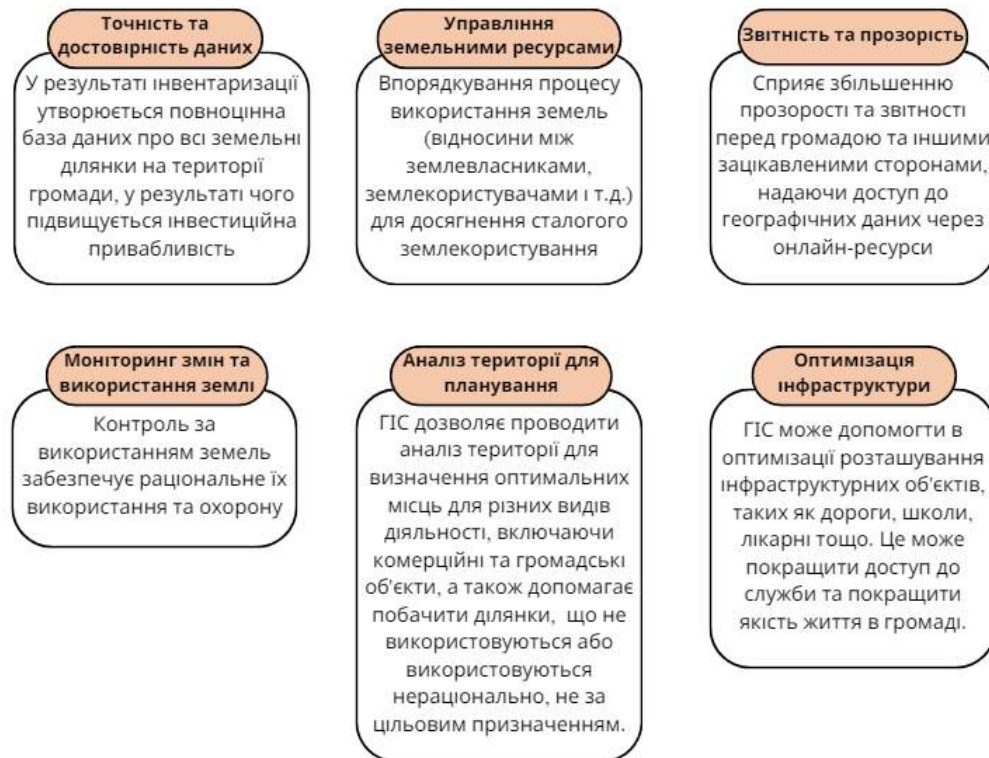 Точність та
достовірність даних
У результаті інвентаризації
утворюється повноцінна
база даних про всі земельні
ділянки на території
громади, у результаті чого
підвищується інвестиційна
привабливість
Управління
земельними ресурсами
Впорядкування процесу
використання земель
(відносини між
землевласниками,
землекористувачами і т.д.)
для досягнення сталого
землекористування
Звітність та прозорість
Сприяє збільшенню
прозорості та звітності
перед громадою та іншими
зацікавленими сторонами,
надаючи доступ до
географічних даних через
онлайн-ресурси
Моніторинг змін та
використання землі
Контроль за
використанням земель
забезпечує раціональне їх
використання та охорону
Аналіз території для
планування
ГІС дозволяє проводити
аналіз території для
визначення оптимальних
місць для різних видів
діяльності, включаючи
комерційні та громадські
об'єкти, а також допомагає
побачити ділянки, що не
використовуються або
використовуються
нераціонально, не за
цільовим призначенням.
Оптимізація
інфраструктури
ГІС може допомогти в
оптимізації розташування
інфраструктурних об'єктів,
таких як дороги, школи,
лікарні тощо. Це може
покращити доступ до
служби та покращити
якість життя в громаді.